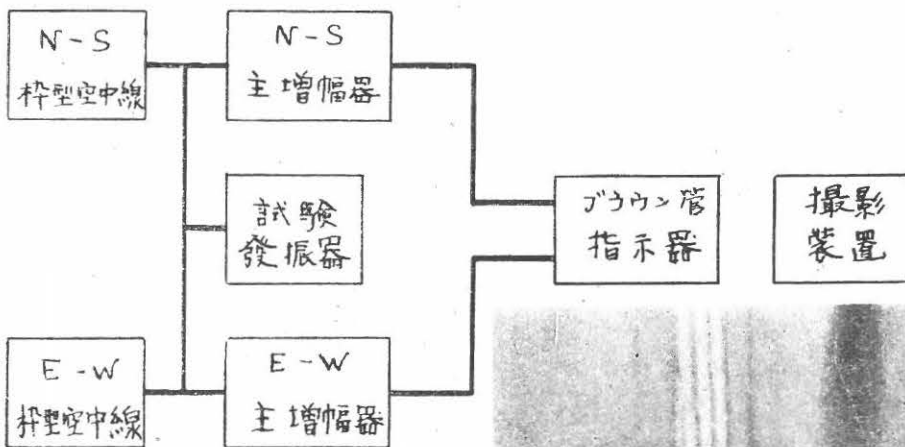 N-S
枠型空中線
N-S
主増幅器
試験
發振器
ブラウン管
指示器
撮影
装置
E-W
枠型空中線
E-W
主増幅器